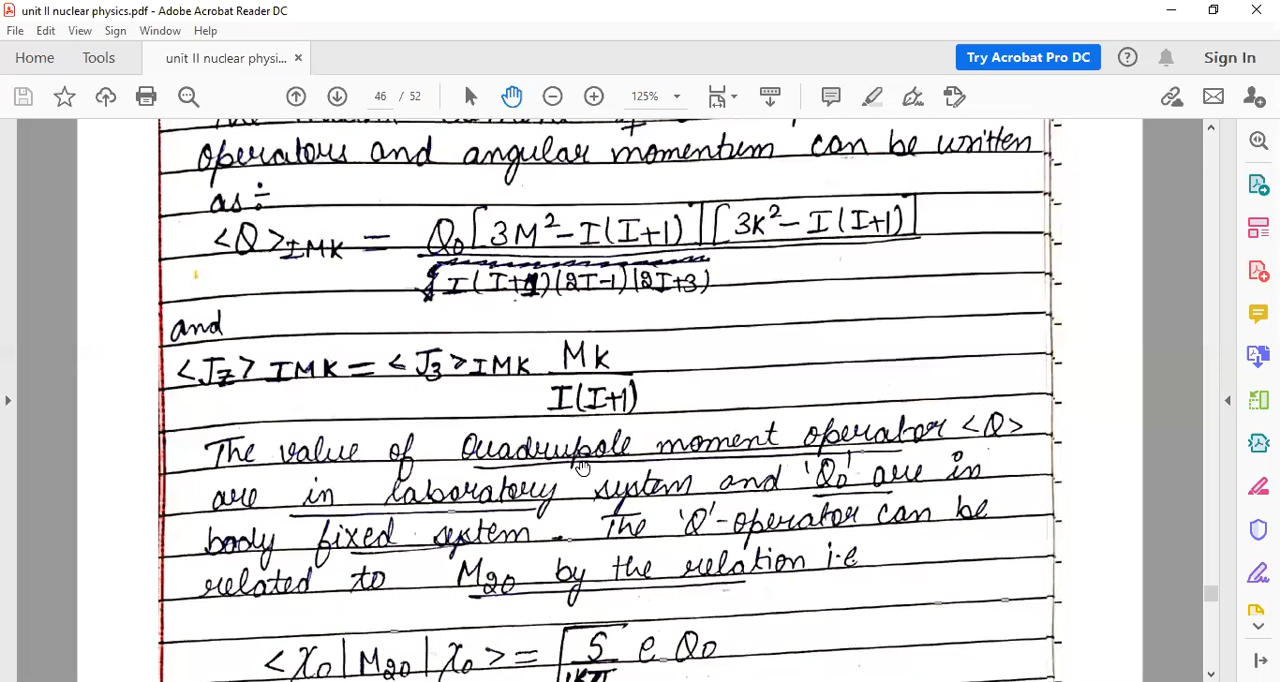 unit II nuclear physics.pdf - Adobe Acrobat Reader DC
File Edit View Sign Window Help
Home Tools unit II nuclear physi... ×
Try Acrobat Pro DC Sign In
46 / 52 125%
operators and angular momentum can be written
as÷
<Q>IMK = Q₀[3M²-I(I+1)][3K²-I(I+1)]
I(I+1)(2I-1)(2I+3)
and
<Jz> IMK = <J3> IMK MK
I(I+1)
The value of Quadrupole moment operator <Q>
are in laboratory system and 'Q₀' are in
body fixed system. The 'Q'-operator can be
related to M20 by the relation i.e
<χ₀|M20|χ₀> = √5 e Q₀